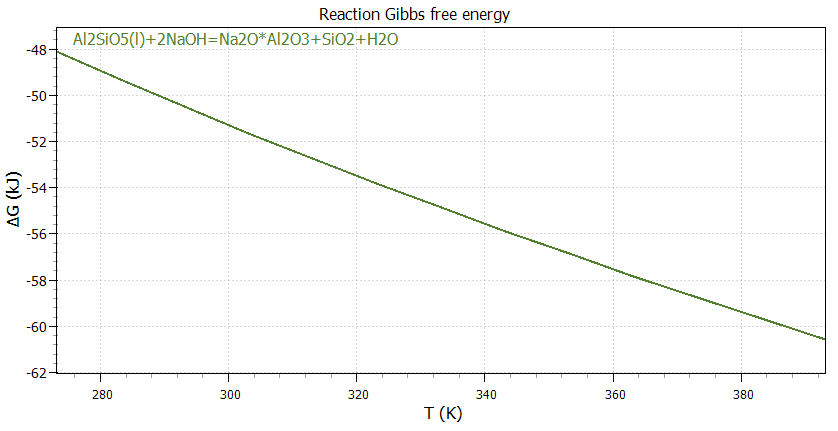 Reaction Gibbs free energy
Al2SiO5(l)+2NaOH=Na2O*Al2O3+SiO2+H2O
-48
-50
-52
-54
-56
-58
-60
-62
ΔG (kJ)
280 300 320 340 360 380
T (K)